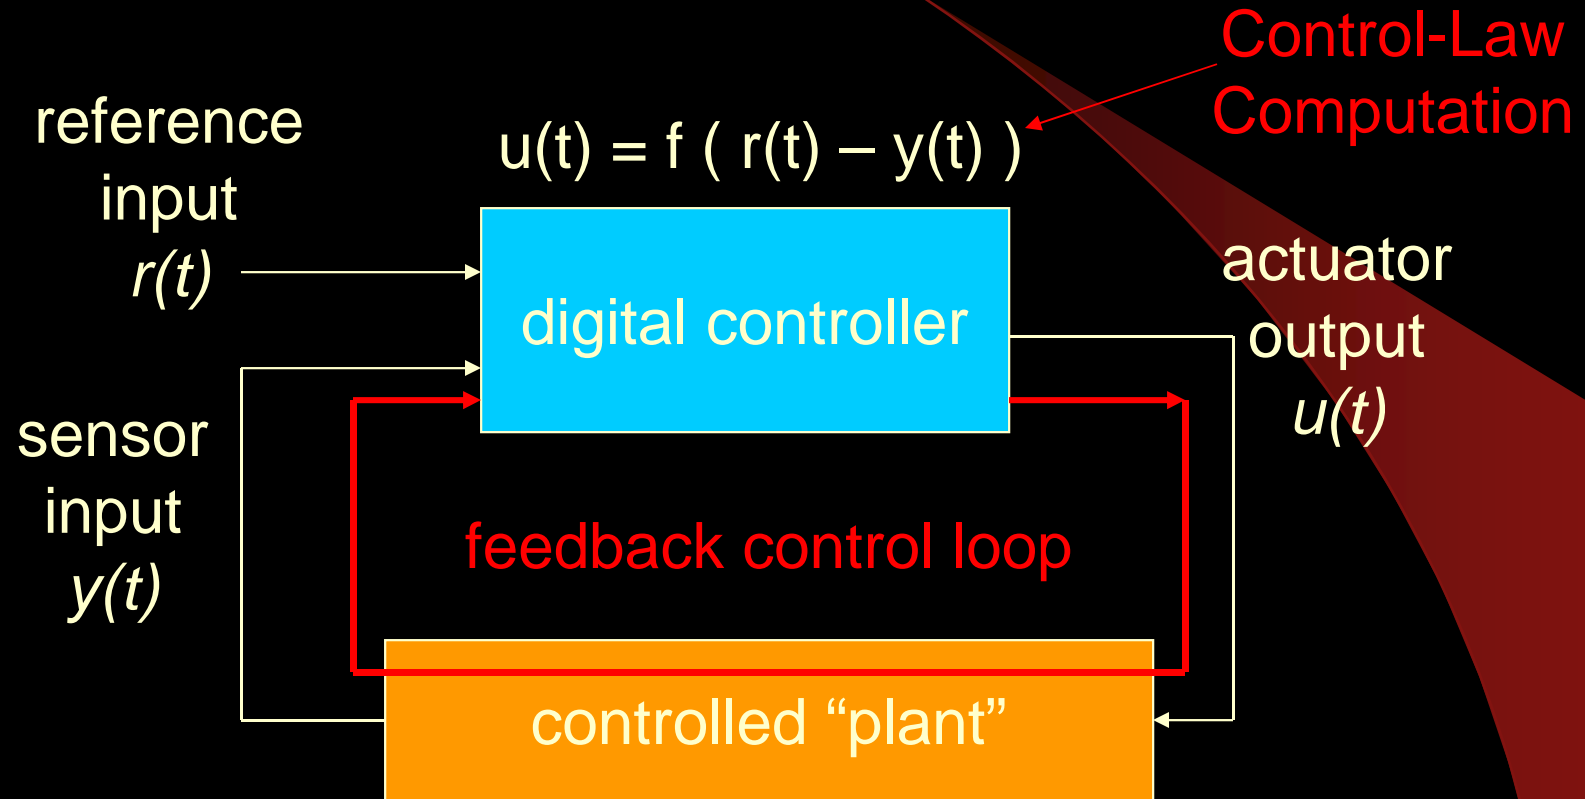 Control-Law
Computation
reference
input
r(t)
u(t) = f ( r(t) – y(t) )
digital controller
actuator
output
u(t)
sensor
input
y(t)
feedback control loop
controlled “plant”